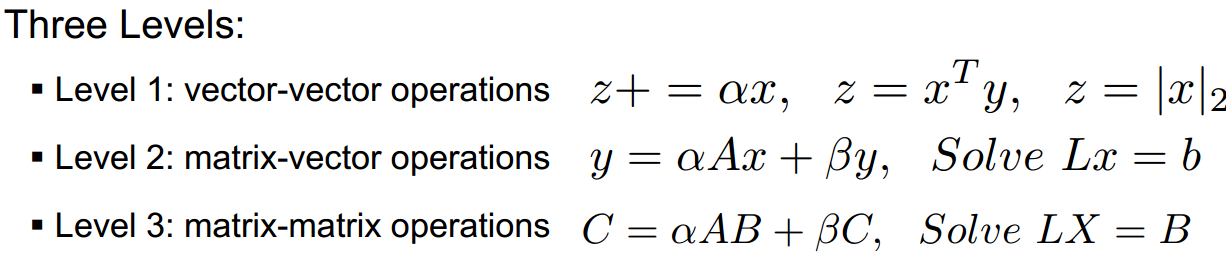 Three Levels:
▪ Level 1: vector-vector operations z+ = αx, z = x^T y, z = |x|₂
▪ Level 2: matrix-vector operations y = αAx + βy, Solve Lx = b
▪ Level 3: matrix-matrix operations C = αAB + βC, Solve LX = B